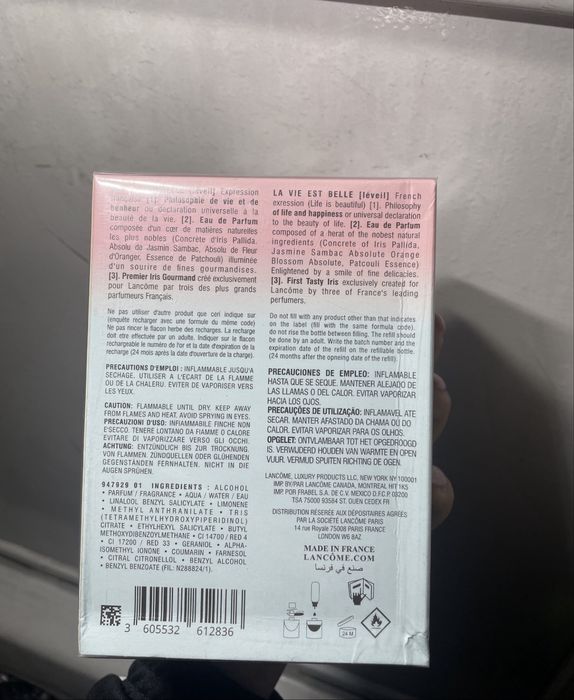 [léveil] Expression
française [1]. Philosophie de vie et de
bonheur ou déclaration universelle à la
beauté de la vie. [2]. Eau de Parfum
composée d'un cœr de matières naturelles
les plus nobles (Concrete d'Iris Pallida,
Absolu de Jasmin Sambac, Absolu de Fleur
d'Oranger, Essence de Patchouli) illuminée
d'un sourire de fines gourmandises.
[3]. Premier Iris Gourmand créé exclusivement
pour Lancôme par trois des plus grands
parfumeurs Français.
Ne pas utiliser d'autre produit que ceri indique sur
(enquête recharger avec une formule du même code)
Ne pas rincer le flacon herbe des recharges. La recharge
doit etre effectuée par un adulte. Indiquer sur le flacon
rechargeable le numéro de hor et la date d'expiration de la
recharge (24 mois après la date d'ouverture de la charge).
PRECAUTIONS D'EMPLOI : INFLAMMABLE JUSQU'A
SECHAGE. UTILISER A L'ECART DE LA FLAMME
OU DE LA CHALERU. EVITER DE VAPORISER VERS
LES YEUX.
CAUTION: FLAMMABLE UNTIL DRY. KEEP AWAY
FROM FLAMES AND HEAT. AVOID SPRYING IN EYES.
PRECAUZIONI D'USO: INFIAMMABILE FINCHE NON
E'SECCO. TENERE LONTANO DA FIAMME O CALORE
EVITARE DI VAPORIZZARE VERSO GLI OCCHI.
ACHTUNG: ENTZÜNDLICH BIS ZUR TROCKNUNG.
VON FLAMMEN. ZÜNDQUELLEN ODER GLÜHENDEN
GEGENSTÄNDEN FERNHALTEN. NICHT IN DIE
AUGEN SPRÜHEN.
947929 01 INGREDIENTS : ALCOHOL
• PARFUM / FRAGRANCE • AQUA / WATER / EAU
• LINALOOL BENZYL SALICYLATE • LIMONENE
• METHYL ANTHRANILATE • TRIS
(TETRAMETHYLHYDROXYPIPERIDINOL)
CITRATE • ETHYLHEXYL SALICYLATE • BUTYL
METHOXYDIBENZOYLMETHANE • CI 14700 / RED 4
• CI 17200 / RED 33 • GERANIOL • ALPHA-
ISOMETHYL IONONE • COUMARIN • FARNESOL
• CITRAL CITRONELLOL • BENZYL ALCOHOL
• BENZYL BENZOATE (FIL: N288824/1).
3 605532 612836
LA VIE EST BELLE [léveil] French
exression (Life is beautiful) [1]. Philosophy
of life and happiness or universal declaration
to the beauty of life. [2]. Eau de Parfum
composed of a herat of the nobest natural
ingredients (Concrete of Iris Pallida,
Jasmine Sambac Absolute Orange
Blossom Absolute, Patcouli Essence)
Enlightened by a smile of fine delicacies.
[3]. First Tasty Iris exclusively created for
Lancôme by three of France's leading
perfumers.
Do not fill with any product other than that indicates
on the label (fill with the same formula code).
do not rise the bottle between filling. The refill should
be done by an adult. Write the batch number and the
expiration date of the refill on the refillable bottle.
(24 months after the opneing date of the refill).
PRECAUCIONES DE EMPLEO: INFLAMABLE
HASTA QUE SE SEQUE. MANTENER ALEJADO DE
LAS LLAMAS O DEL CALOR. EVITAR VAPORIZAR
HACIA LOS OJOS.
PRECAUÇÕES DE UTILIZAÇÃO: INFLAMAVEL ATE
SECAR. MANTER AFASTADO DA CHAMA OU DO
CALOR. EVITAR VAPORIZAR PARA OS OLHOS.
OPGELET: ONTVLAMBAAR TOT HET OPGEDROOGD
IS. VERWIJDERD HOUDEN VAN WARMTE EN OPEN
VUUR. VERMIJD SPUITEN RICHTING DE OGEN.
LANCÔME, LUXURY PRODUCTS LLC, NEW YORK NY 100001
IMP. BY/PAR LANCÔME CANADA, MONTREAL H4T 1K5
IMP. POR FRABEL S.A. DE C.V. MEXICO D.F.C.P. 03200
TSA 75000 93584 ST. OUEN CEDEX FR
DISTRIBUTION RÉSERVÉE AUX DÉPOSITAIRES AGRÉES
PAR LA SOCIÉTÉ LANCÔME PARIS
14 rue Royale 75008 PARIS FR
LONDON W6 8AZ
MADE IN FRANCE
LANCÔME.COM
صنع في فرنسا
24 M